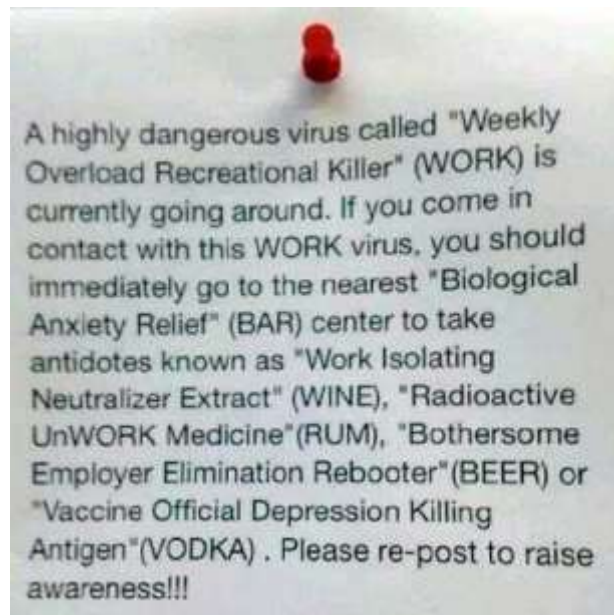 A highly dangerous virus called "Weekly
Overload Recreational Killer" (WORK) is
currently going around. If you come in
contact with this WORK virus, you should
immediately go to the nearest "Biological
Anxiety Relief" (BAR) center to take
antidotes known as "Work Isolating
Neutralizer Extract" (WINE), "Radioactive
UnWORK Medicine"(RUM), "Bothersome
Employer Elimination Rebooter"(BEER) or
"Vaccine Official Depression Killing
Antigen"(VODKA) . Please re-post to raise
awareness!!!